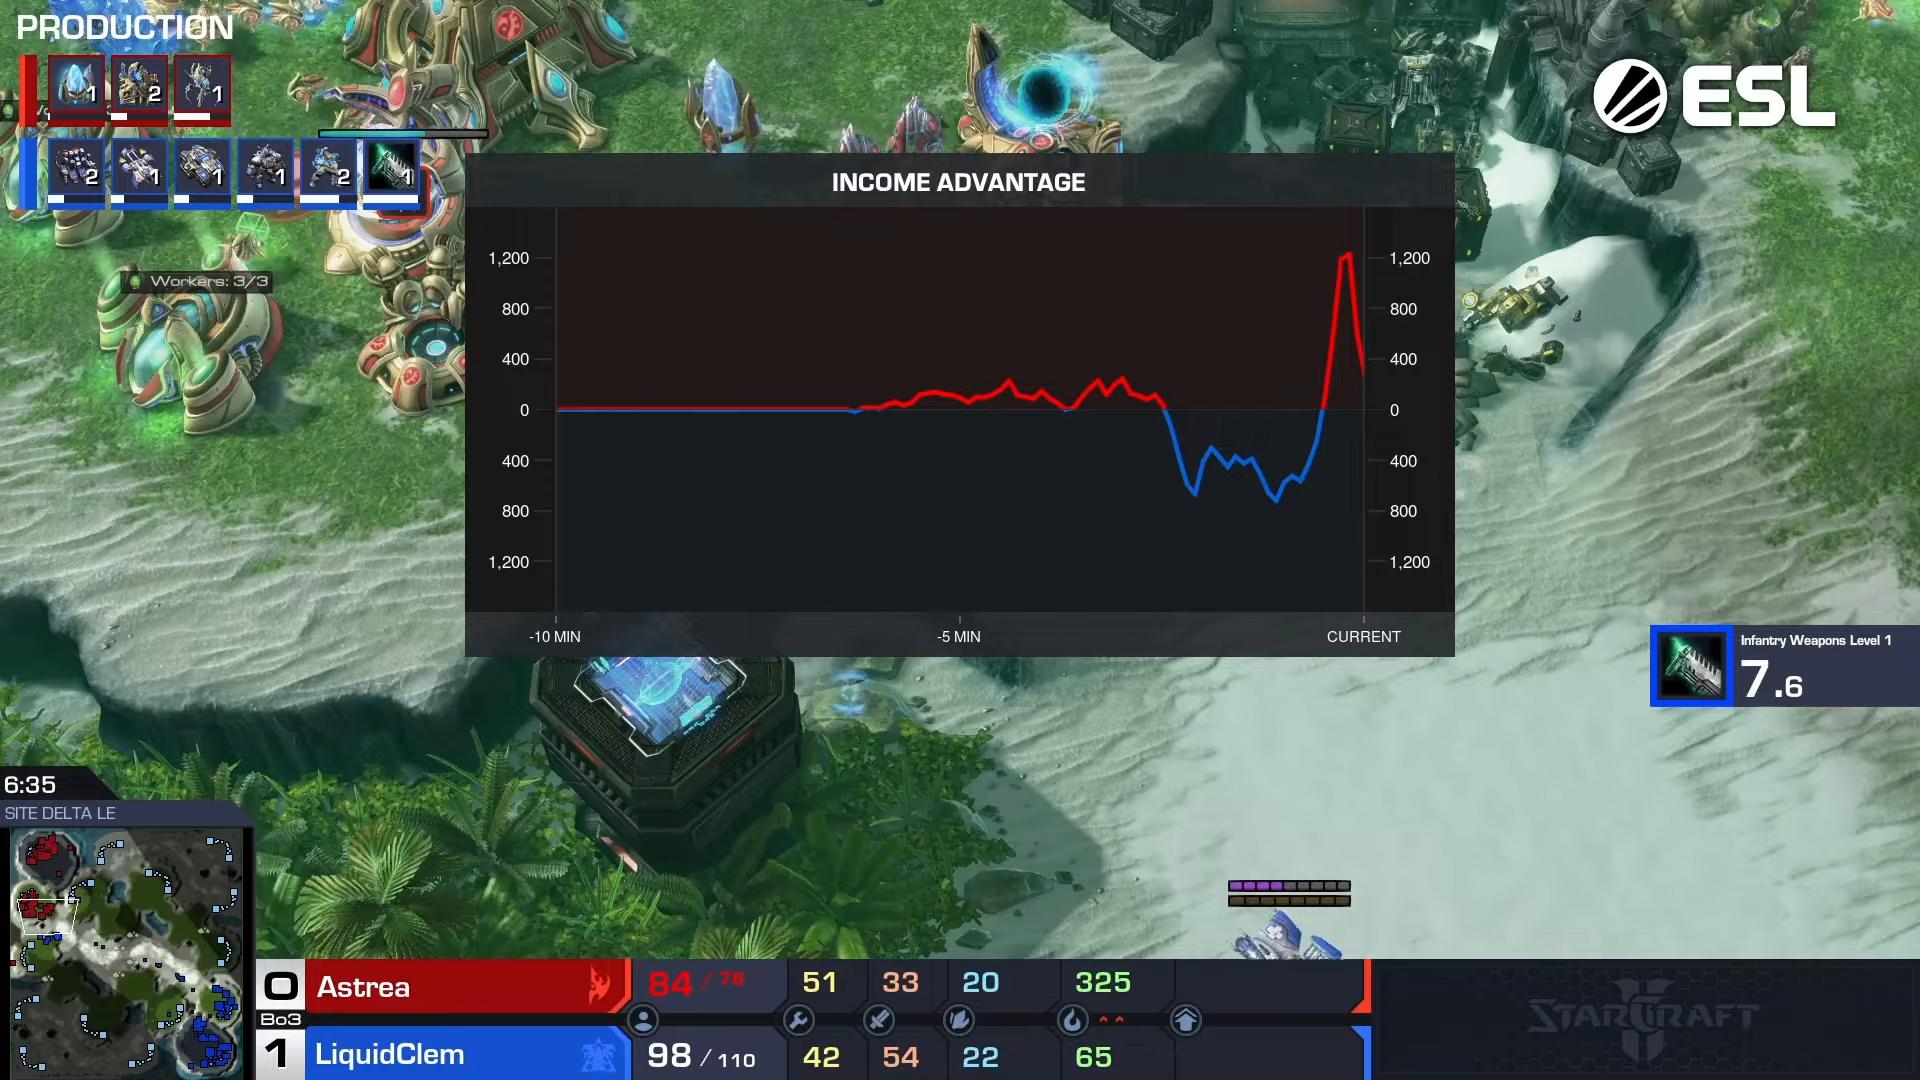 PRODUCTION
1 2 1
2 1 1 1 2 1
ESL
Workers: 3/3
INCOME ADVANTAGE
1,200 1,200
800 800
400 400
0 0
400 400
800 800
1,200 1,200
-10 MIN -5 MIN CURRENT
Infantry Weapons Level 1
7.6
6:35
SITE DELTA LE
0 Astrea 84 / 78 51 33 20 325
Bo3
1 LiquidClem 98 / 110 42 54 22 65
STARCRAFT II